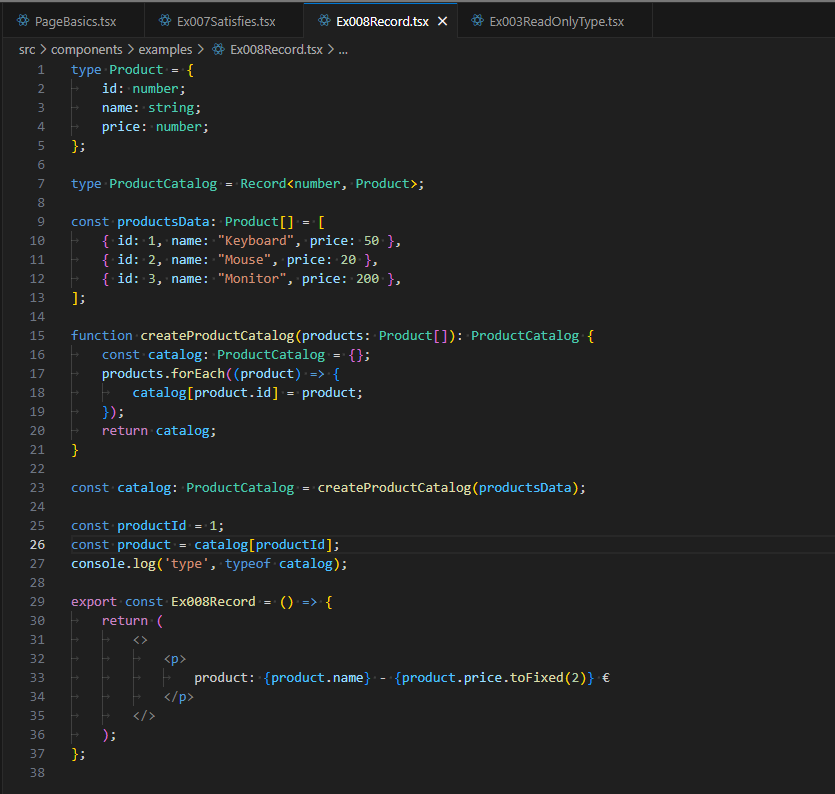 PageBasics.tsx Ex007Satisfies.tsx Ex008Record.tsx Ex003ReadOnlyType.tsx
src > components > examples > Ex008Record.tsx > ...
1 type Product = {
2 id: number;
3 name: string;
4 price: number;
5 };
6
7 type ProductCatalog = Record<number, Product>;
8
9 const productsData: Product[] = [
10 { id: 1, name: "Keyboard", price: 50 },
11 { id: 2, name: "Mouse", price: 20 },
12 { id: 3, name: "Monitor", price: 200 },
13 ];
14
15 function createProductCatalog(products: Product[]): ProductCatalog {
16 const catalog: ProductCatalog = {};
17 products.forEach((product) => {
18 catalog[product.id] = product;
19 });
20 return catalog;
21 }
22
23 const catalog: ProductCatalog = createProductCatalog(productsData);
24
25 const productId = 1;
26 const product = catalog[productId];
27 console.log('type', typeof catalog);
28
29 export const Ex008Record = () => {
30 return (
31 <>
32 <p>
33 product: {product.name} - {product.price.toFixed(2)} €
34 </p>
35 </>
36 );
37 };
38